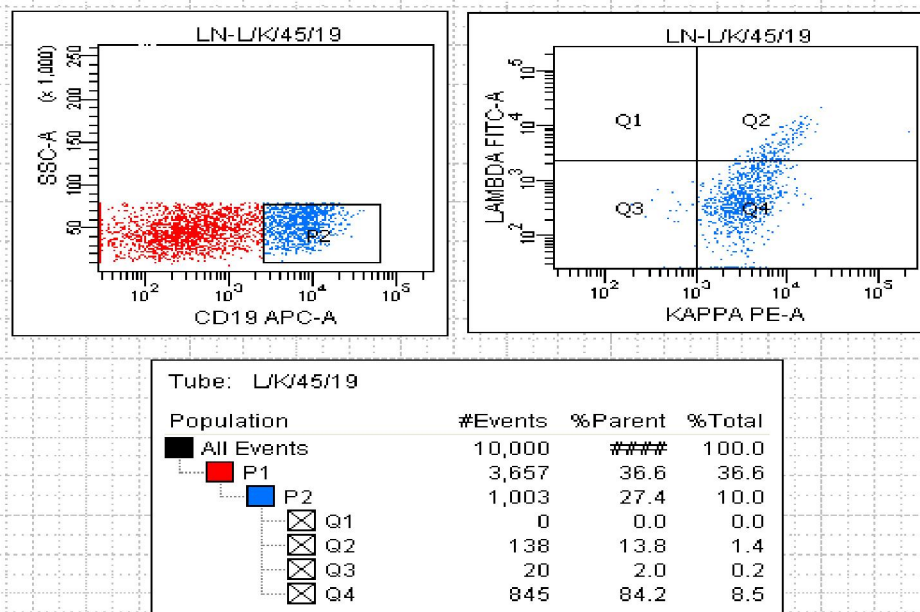 LN-L/K/45/19
SSC-A (x 1,000)
250
200
150
100
50
P2
10² 10³ 10⁴ 10⁵
CD19 APC-A
LN-L/K/45/19
LAMBDA FITC-A
10⁵
10⁴
10³
10²
Q1 Q2
Q3 Q4
10² 10³ 10⁴ 10⁵
KAPPA PE-A
Tube: L/K/45/19
Population #Events %Parent %Total
All Events 10,000 #### 100.0
P1 3,657 36.6 36.6
P2 1,003 27.4 10.0
Q1 0 0.0 0.0
Q2 138 13.8 1.4
Q3 20 2.0 0.2
Q4 845 84.2 8.5